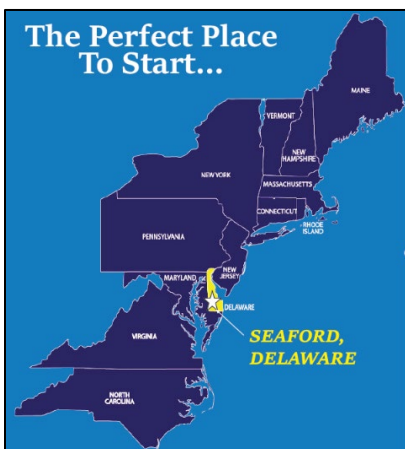 The Perfect Place
To Start...
MAINE
VERMONT
NEW
HAMPSHIRE
NEW YORK
MASSACHUSETTS
CONNECTICUT
RHODE
ISLAND
PENNSYLVANIA
NEW
JERSEY
MARYLAND
DELAWARE
SEAFORD,
DELAWARE
VIRGINIA
NORTH
CAROLINA